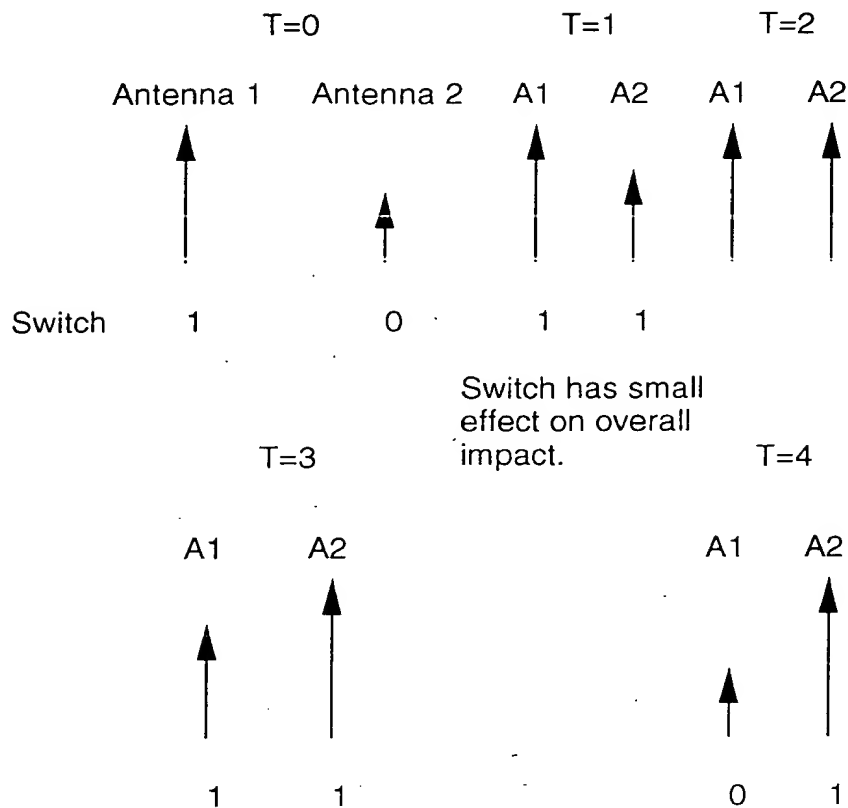 T=0 T=1 T=2
Antenna 1 Antenna 2 A1 A2 A1 A2
Switch 1 0 1 1
Switch has small
effect on overall
impact.
T=3 T=4
A1 A2 A1 A2
1 1 0 1